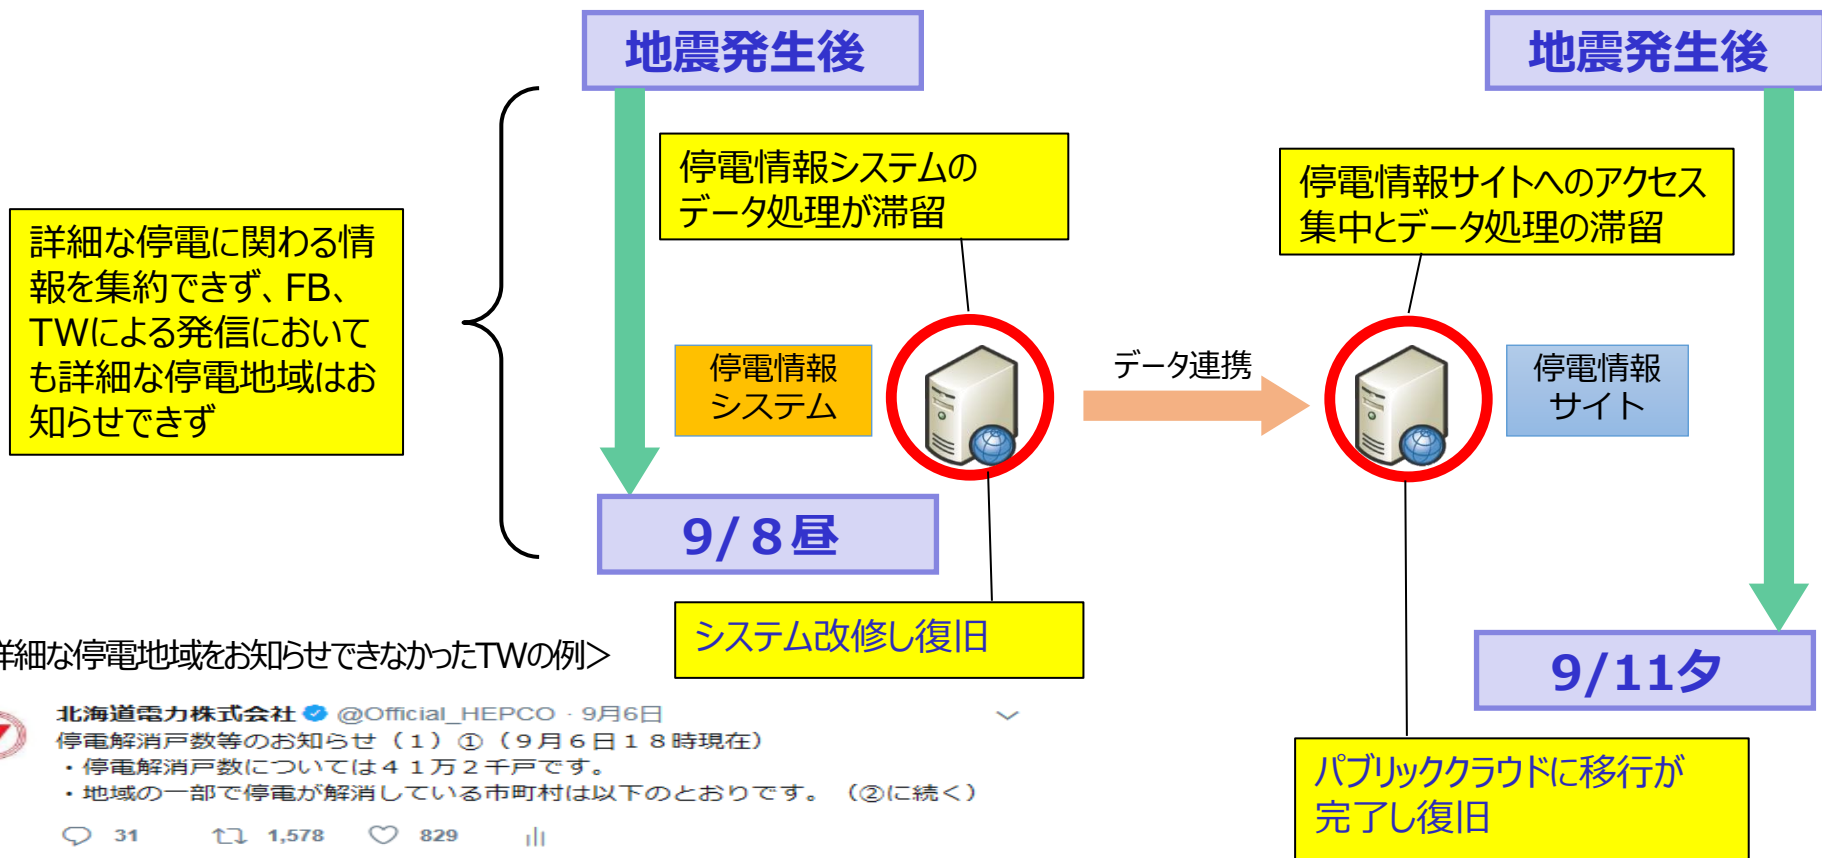 地震発生後
地震発生後
停電情報システムの
データ処理が滞留
停電情報サイトへのアクセス
集中とデータ処理の滞留
詳細な停電に関わる情
報を集約できず、FB、
TWによる発信において
も詳細な停電地域はお
知らせできず
停電情報
システム
データ連携
停電情報
サイト
9/８昼
システム改修し復旧
9/11夕
パブリッククラウドに移行が
完了し復旧
細な停電地域をお知らせできなかったTWの例＞
北海道電力株式会社 @Official_HEPCO · 9月6日
停電解消戸数等のお知らせ（１）①（９月６日１８時現在）
・停電解消戸数については４１万２千戸です。
・地域の一部で停電が解消している市町村は以下のとおりです。（②に続く）
31 1,578 829